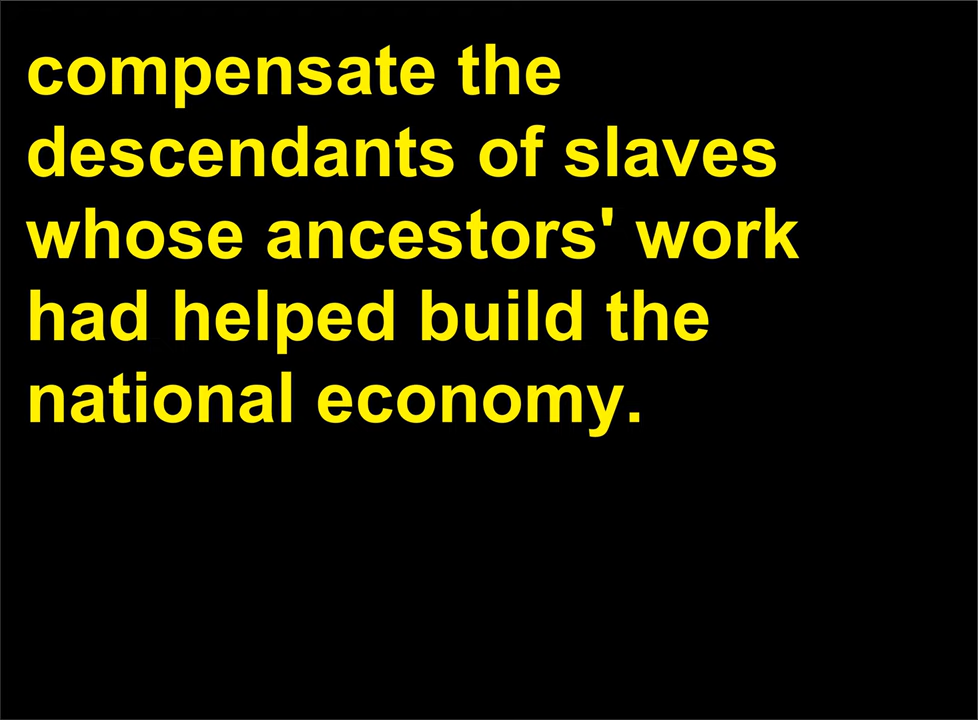 compensate the
descendants of slaves
whose ancestors' work
had helped build the
national economy.